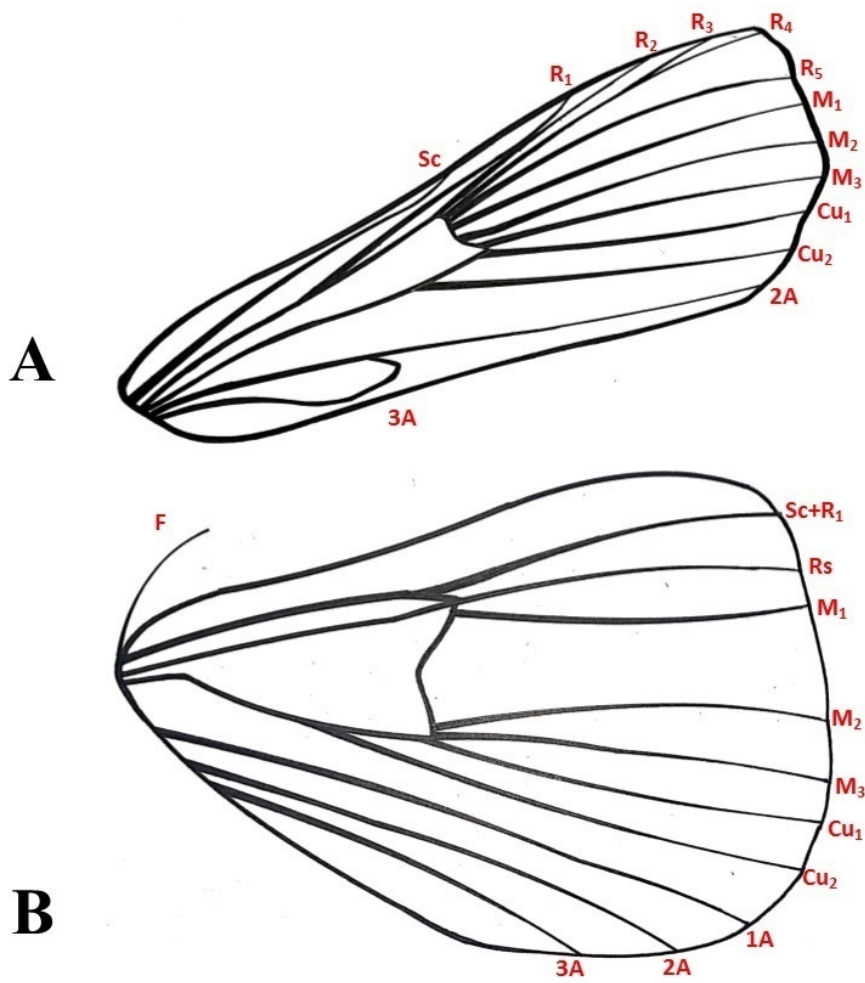 R₄
R₃
R₂
R₁
R₅
M₁
Sc
M₂
M₃
Cu₁
Cu₂
2A
A
3A
Sc+R₁
F
Rs
M₁
M₂
M₃
Cu₁
Cu₂
B
1A
2A
3A